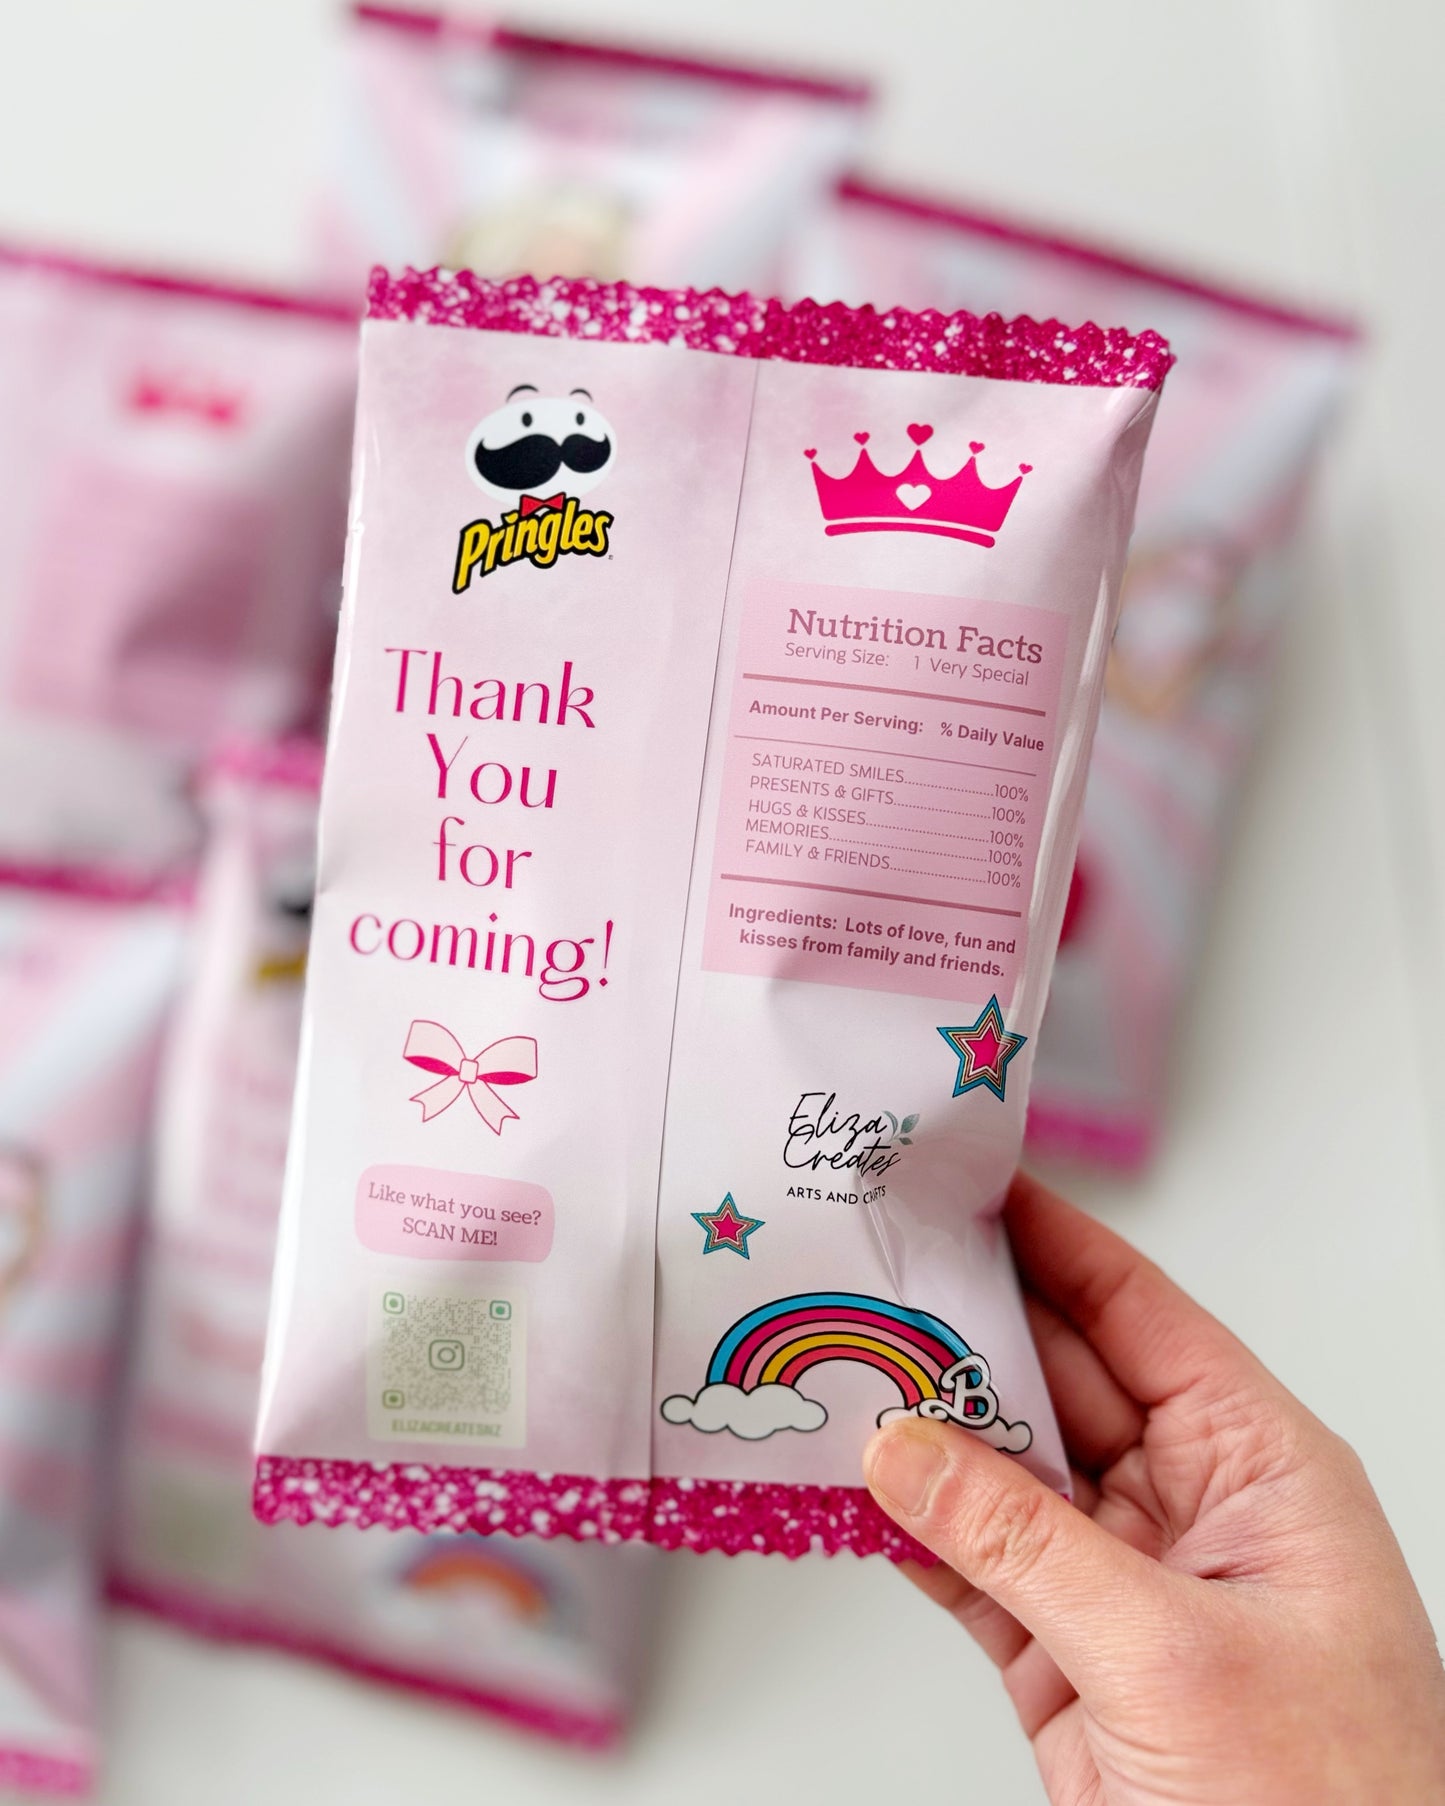 Pringles
Thank
You
for
coming!
Like what you see?
SCAN ME!
ELIZACREATESNZ
Nutrition Facts
Serving Size: 1 Very Special
Amount Per Serving: % Daily Value
SATURATED SMILES......................100%
PRESENTS & GIFTS........................100%
HUGS & KISSES..............................100%
MEMORIES.......................................100%
FAMILY & FRIENDS........................100%
Ingredients: Lots of love, fun and
kisses from family and friends.
Eliza
Creates
ARTS AND CRAFTS
B